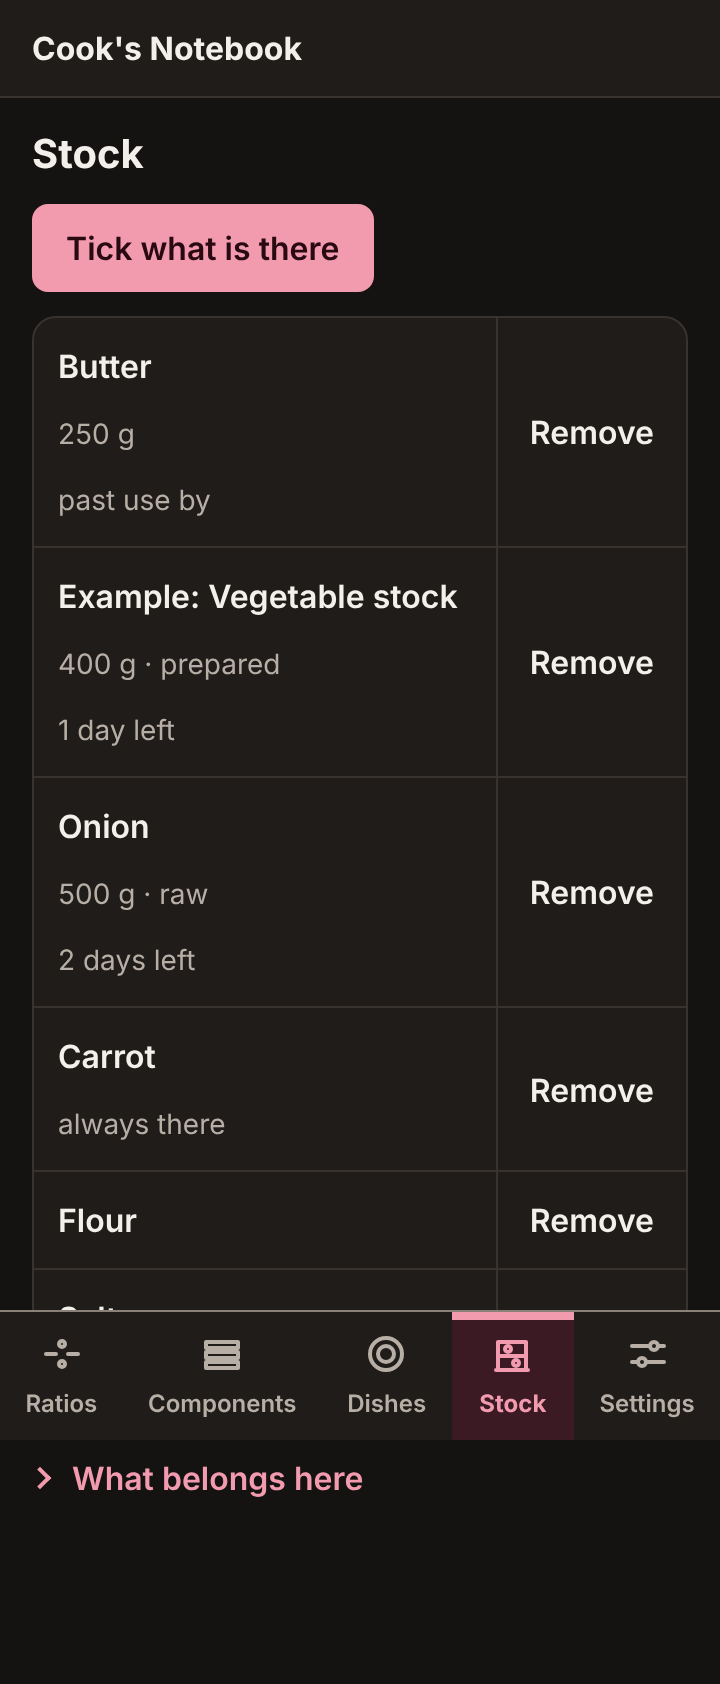 Cook's Notebook
Stock
Tick what is there
Butter
250 g
past use by
Remove
Example: Vegetable stock
400 g · prepared
1 day left
Remove
Onion
500 g · raw
2 days left
Remove
Carrot
always there
Remove
Flour
Remove
Ratios
Components
Dishes
Stock
Settings
What belongs here